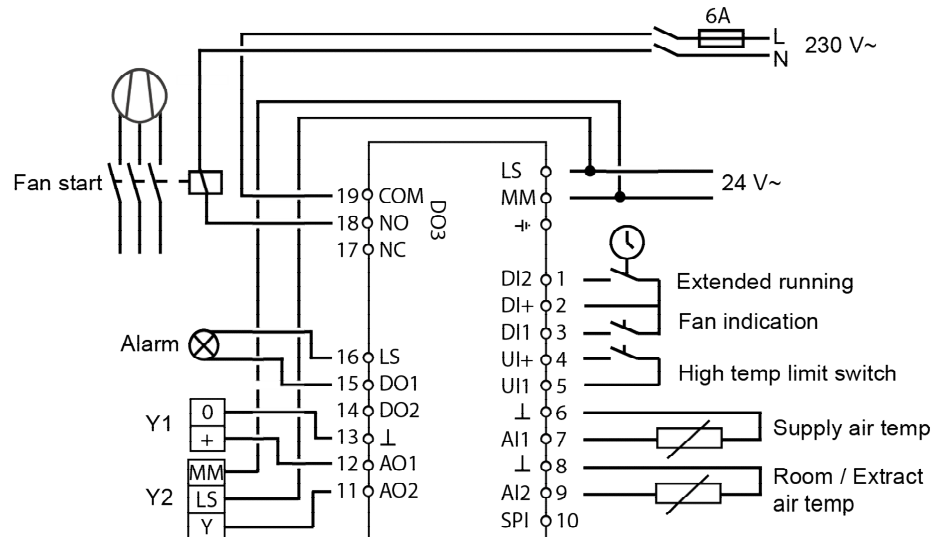 6A
L
230 V~
N
LS
24 V~
MM
Fan start
19 COM
18 NO
17 NC
DO3
DI2 1
Extended running
DI+ 2
Fan indication
DI1 3
UI+ 4
High temp limit switch
UI1 5
⊥ 6
Supply air temp
AI1 7
⊥ 8
Room / Extract
air temp
AI2 9
SPI 10
Alarm
16 LS
15 DO1
14 DO2
13 ⊥
12 AO1
11 AO2
Y1
0
+
Y2
MM
LS
Y